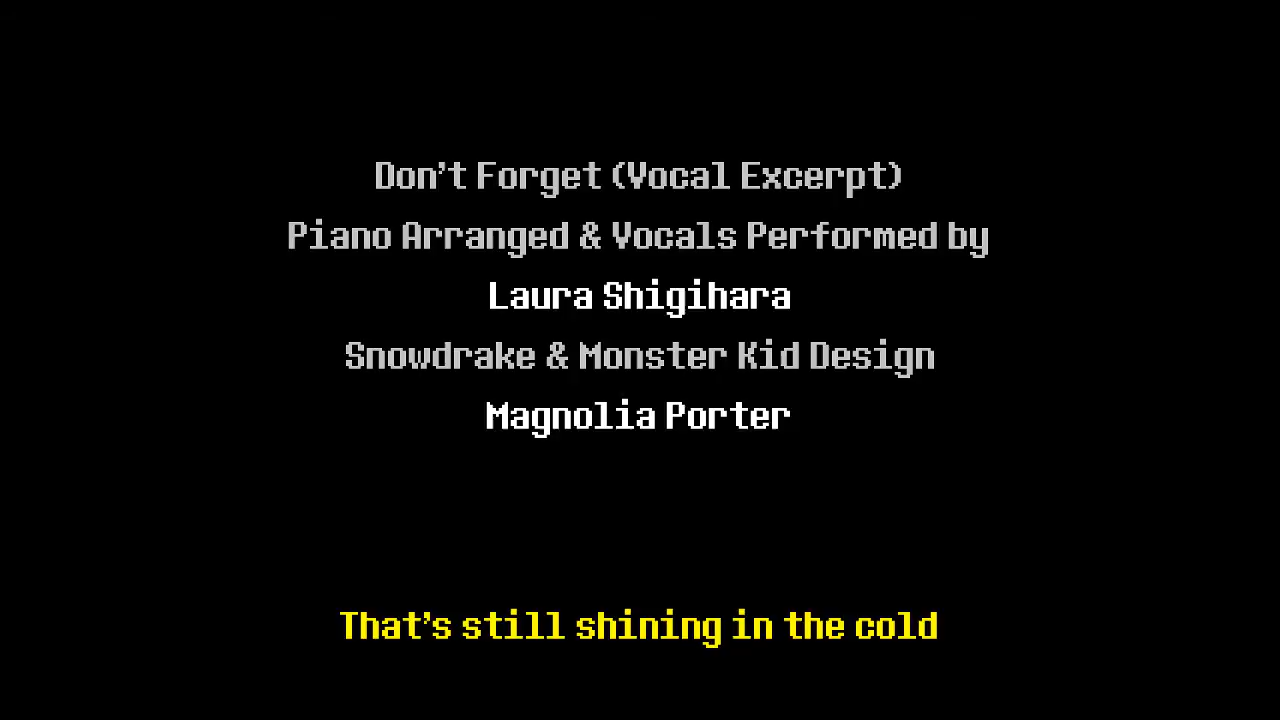 Don't Forget (Vocal Excerpt)
Piano Arranged & Vocals Performed by
Laura Shigihara
Snowdrake & Monster Kid Design
Magnolia Porter
That's still shining in the cold